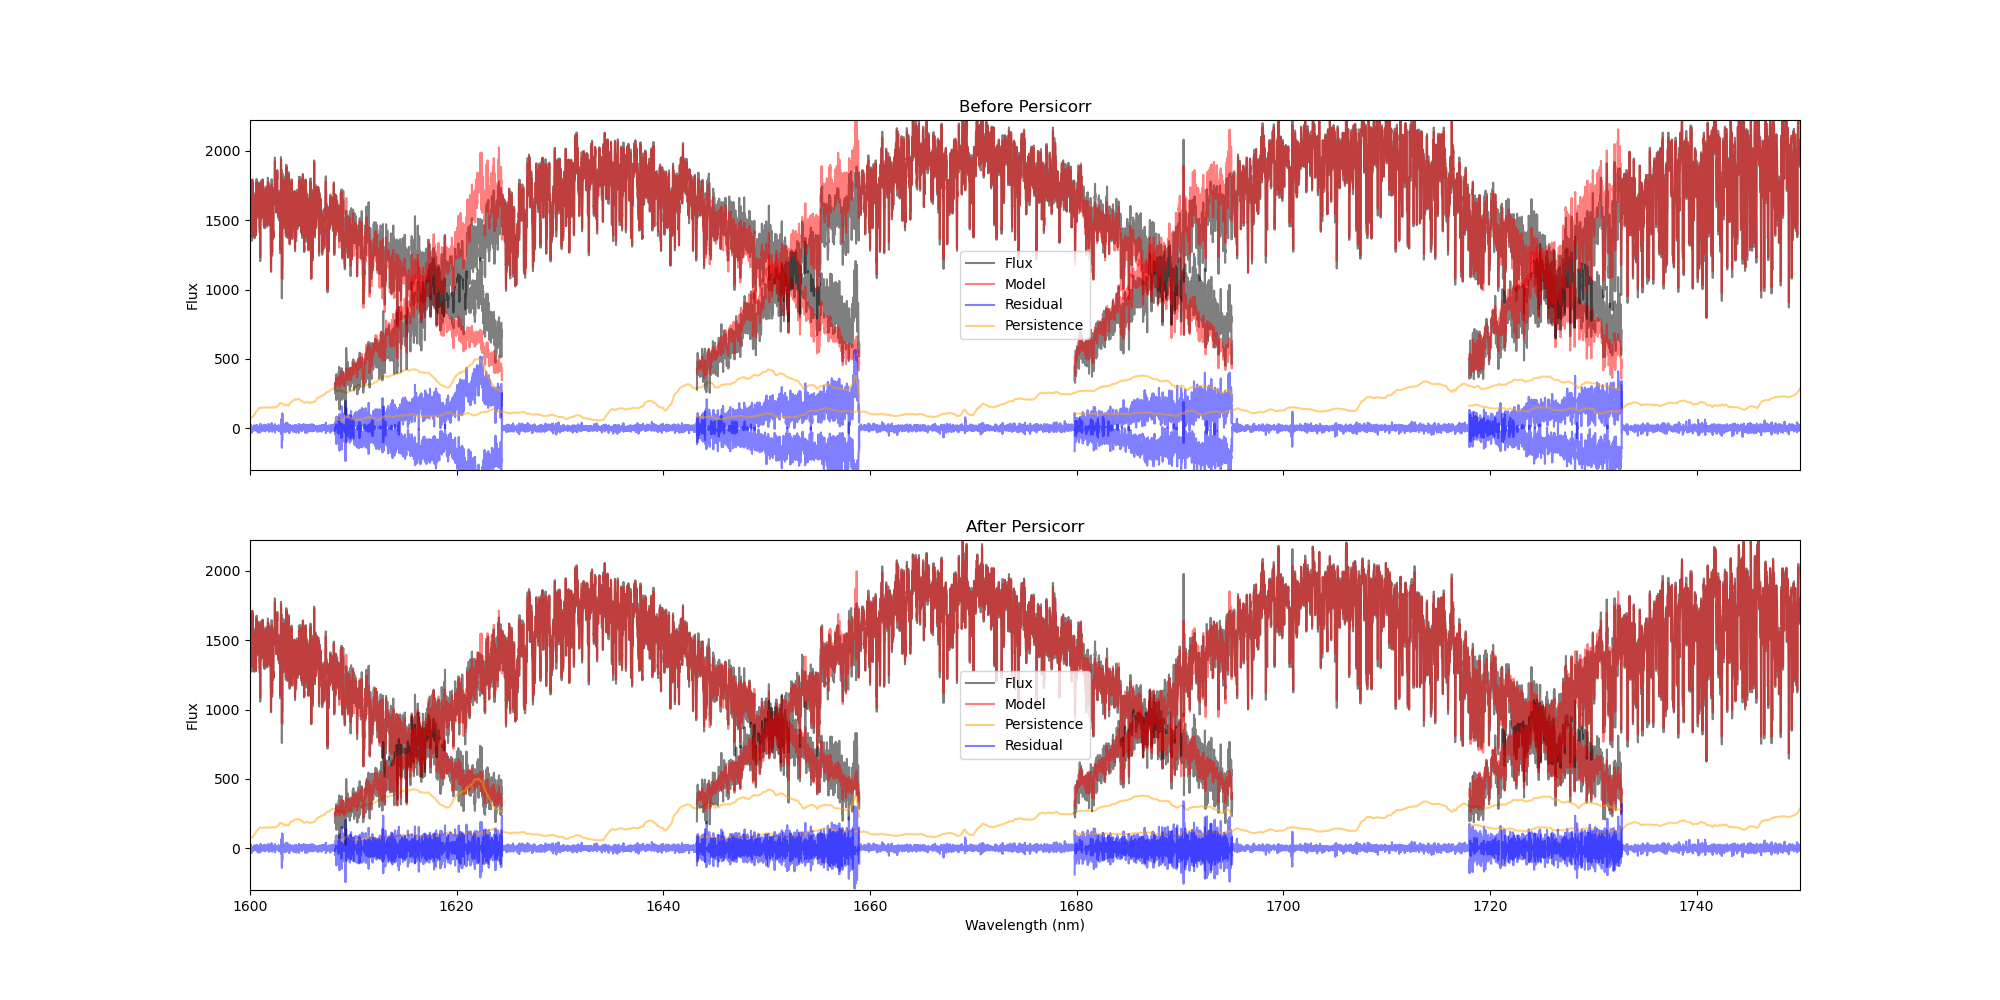 Before Persicorr
2000
1500
1000
500
0
Flux
Flux
Model
Residual
Persistence
After Persicorr
2000
1500
1000
500
0
Flux
Flux
Model
Persistence
Residual
1600 1620 1640 1660 1680 1700 1720 1740
Wavelength (nm)